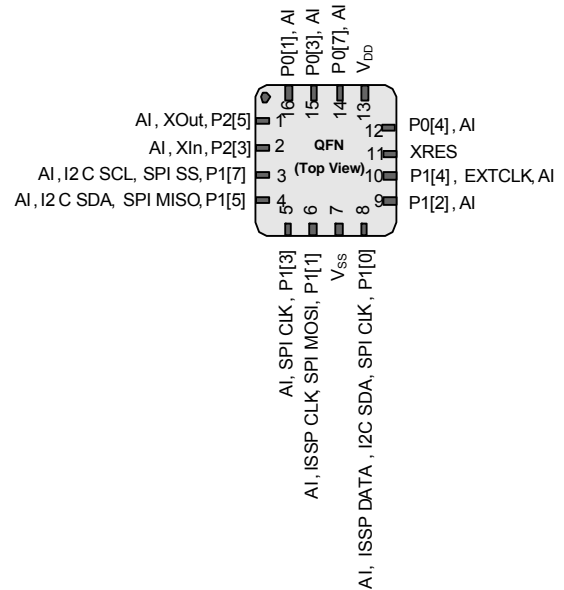 P0[1], AI
P0[3], AI
P0[7], AI
VDD
16
15
14
13
AI, XOut, P2[5]
1
AI, XIn, P2[3]
2
AI, I2C SCL, SPI SS, P1[7]
3
AI, I2C SDA, SPI MISO, P1[5]
4
QFN
(Top View)
12
P0[4], AI
11
XRES
10
P1[4], EXTCLK, AI
9
P1[2], AI
5
6
7
8
AI, SPI CLK, P1[3]
AI, ISSP CLK, SPI MOSI, P1[1]
VSS
AI, ISSP DATA, I2C SDA, SPI CLK, P1[0]